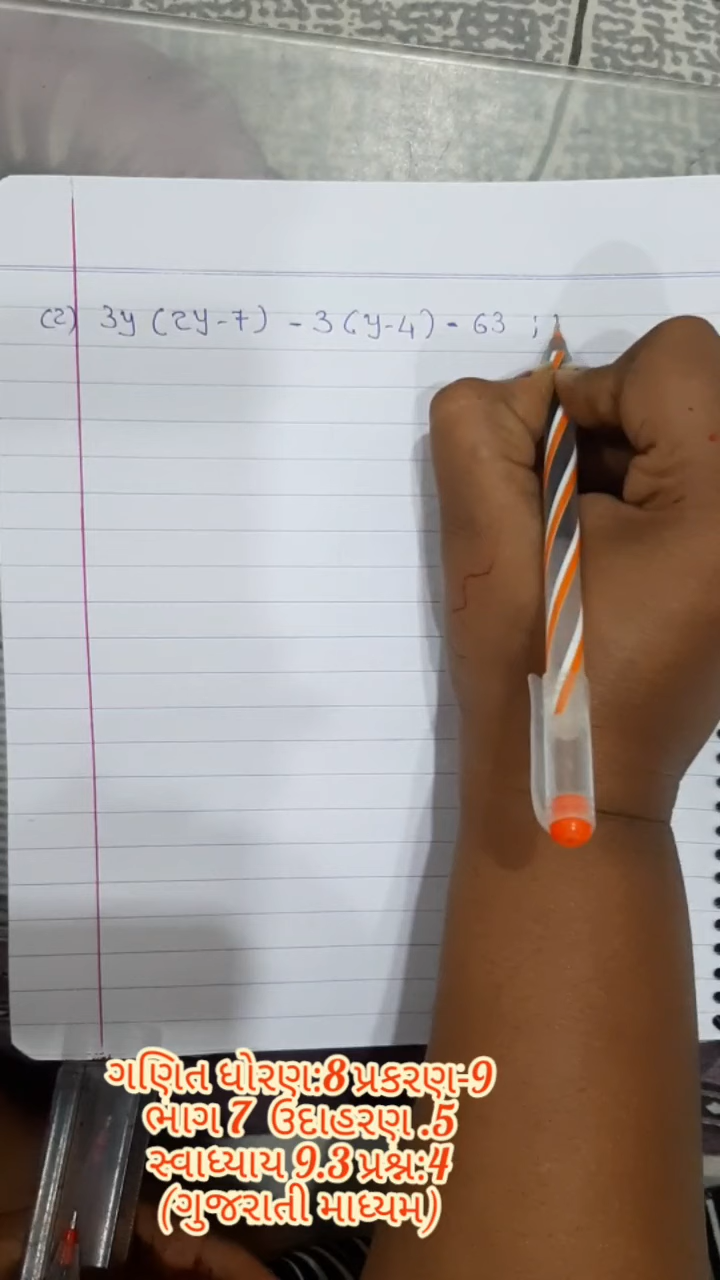 (2) 3y (2y-7) - 3 (y-4) - 63 ;
ગણિત ધોરણ:8 પ્રકરણ-9
ભાગ 7 ઉદાહરણ .5
સ્વાધ્યાય 9.3 પ્રશ્ન:4
(ગુજરાતી માધ્યમ)